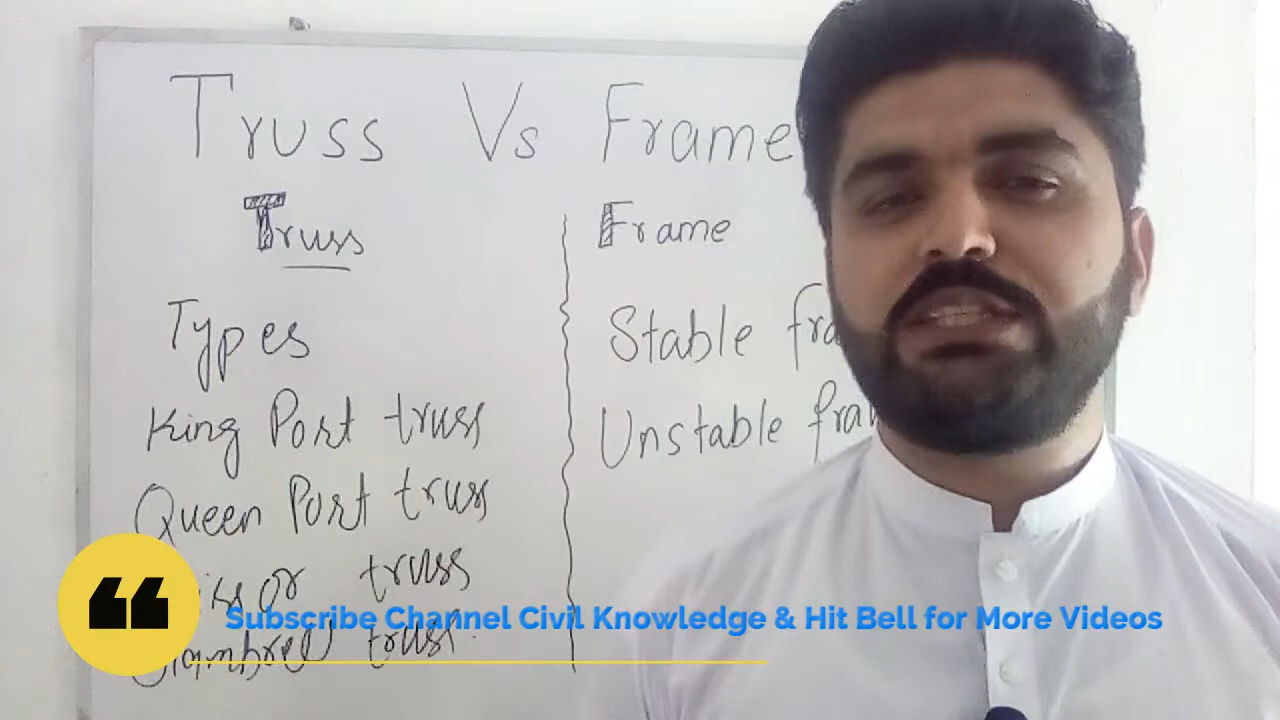 Truss Vs Frame
Truss
Frame
Types
Stable fra
King Post truss
Unstable fra
Queen Post truss
truss
Subscribe Channel Civil Knowledge & Hit Bell for More Videos
truss